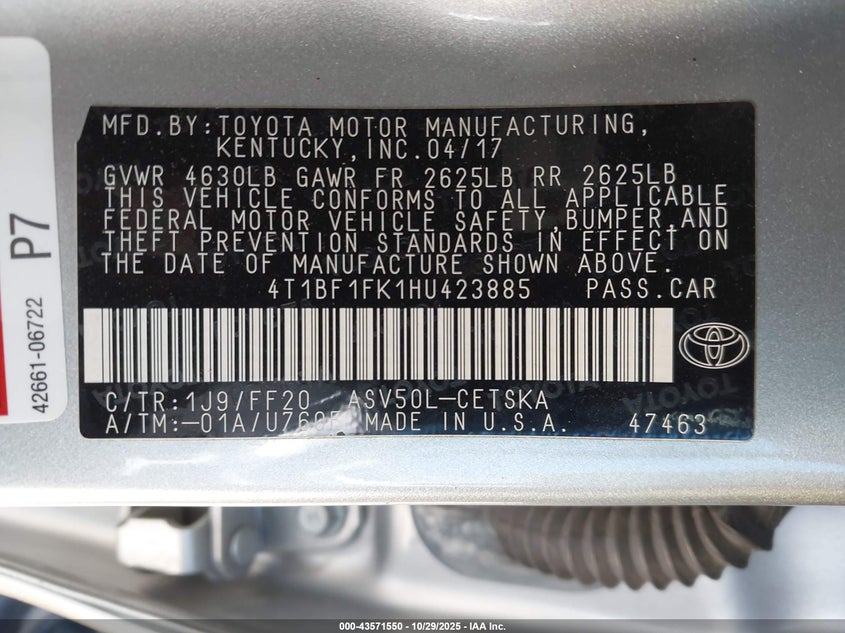 MFD.BY:TOYOTA MOTOR MANUFACTURING,
KENTUCKY,INC.04/17
GVWR 4630LB GAWR FR 2625LB RR 2625LB
THIS VEHICLE CONFORMS TO ALL APPLICABLE
FEDERAL MOTOR VEHICLE SAFETY,BUMPER,AND
THEFT PREVENTION STANDARDS IN EFFECT ON
THE DATE OF MANUFACTURE SHOWN ABOVE.
4T1BF1FK1HU423885 PASS.CAR
C/TR:1J9/FF20 ASV50L-CETSKA
A/TM:-01A/U760E MADE IN U.S.A. 47463
P7
42661-06722
000-43571550 | 10/29/2025 - IAA Inc.